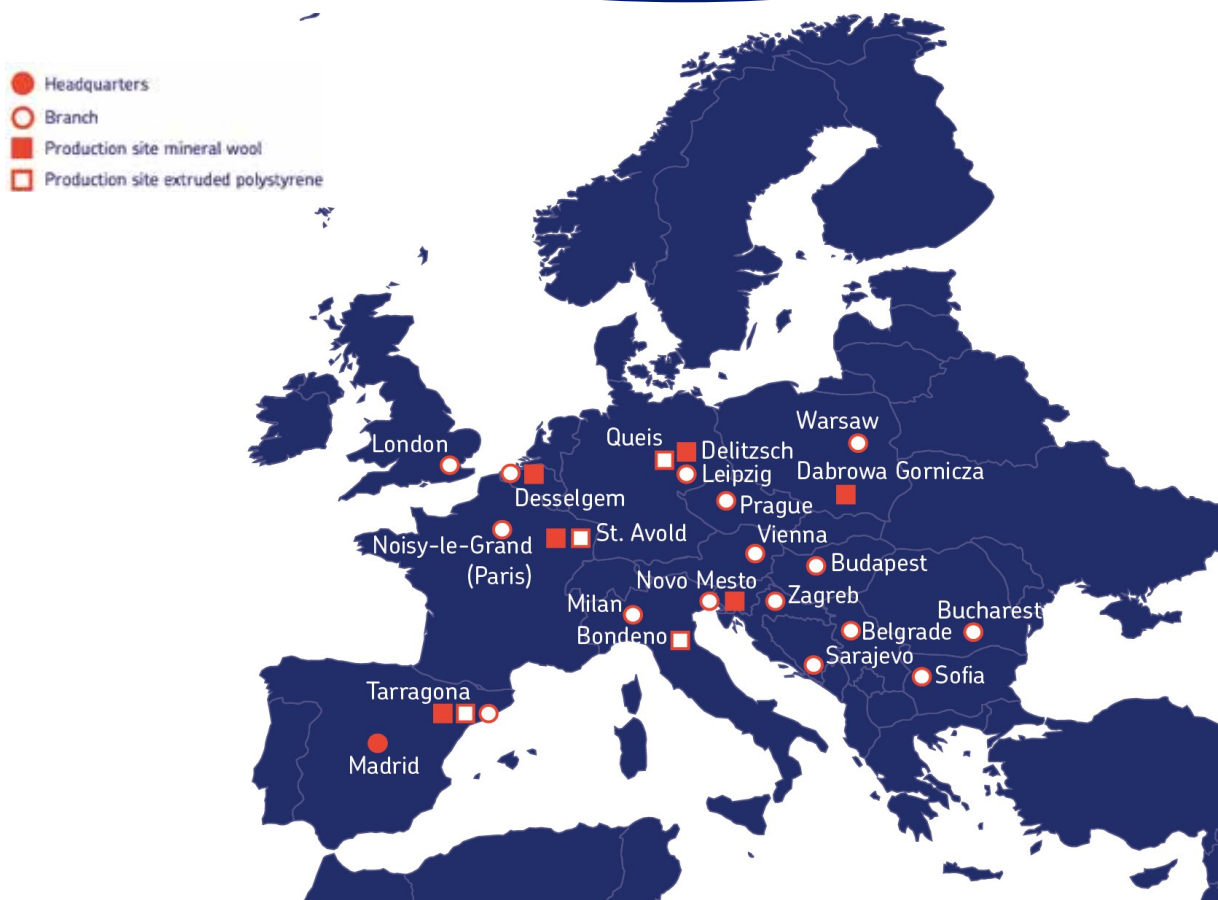 Headquarters
Branch
Production site mineral wool
Production site extruded polystyrene
Warsaw
Queis
London
Delitzsch
Dabrowa Gornicza
Leipzig
Desselgem
Prague
Vienna
St. Avold
Noisy-le-Grand
(Paris)
Budapest
Novo Mesto
Zagreb
Milan
Bucharest
Bondeno
Belgrade
Sarajevo
Sofia
Tarragona
Madrid